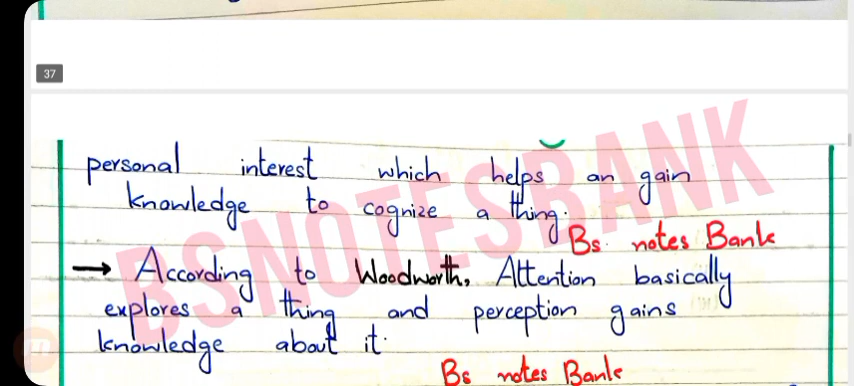 37
personal interest which helps an gain
knowledge to cognize a thing.
Bs notes Bank
→ According to Woodworth, Attention basically
explores a thing and perception gains
knowledge about it.
Bs notes Bank
BSNOTESBANK